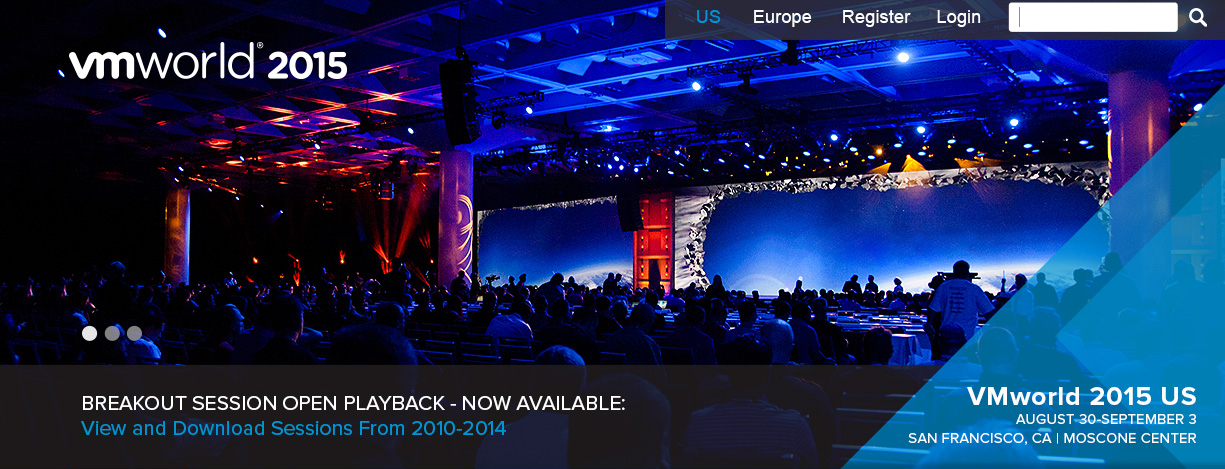 US Europe Register Login
vmworld® 2015
BREAKOUT SESSION OPEN PLAYBACK - NOW AVAILABLE:
View and Download Sessions From 2010-2014
VMworld 2015 US
AUGUST 30-SEPTEMBER 3
SAN FRANCISCO, CA | MOSCONE CENTER